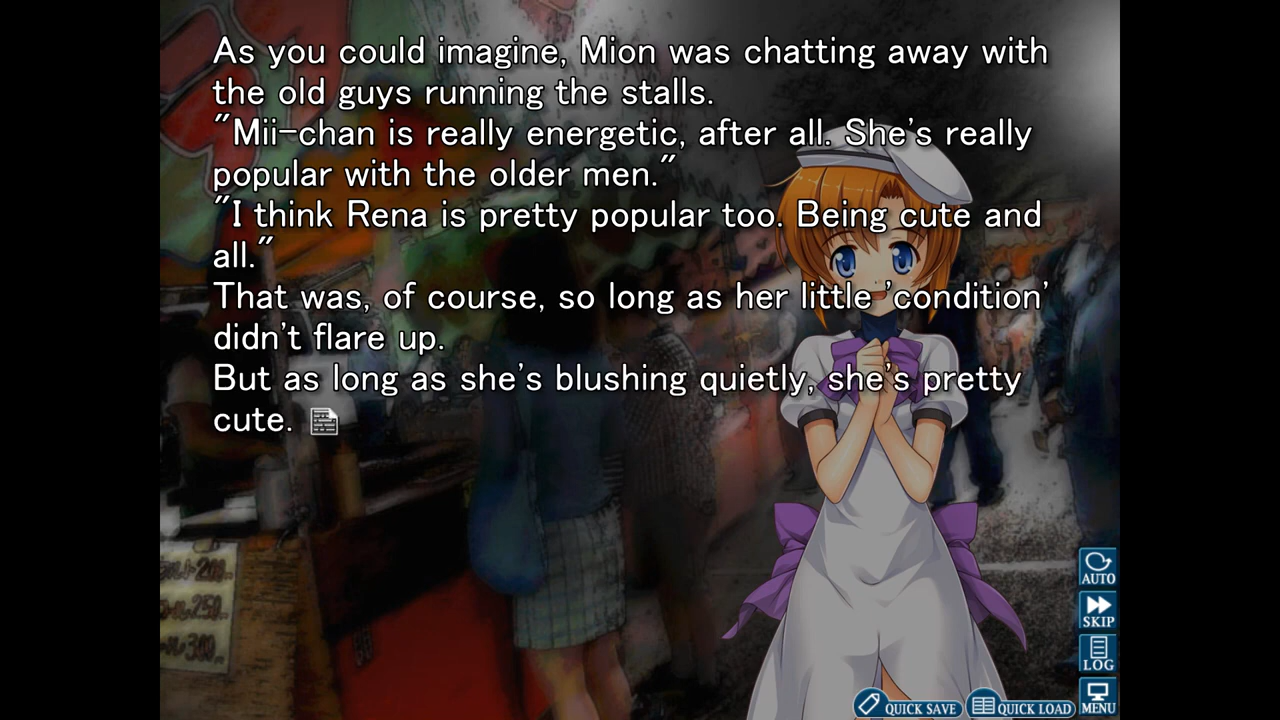 As you could imagine, Mion was chatting away with
the old guys running the stalls.
"Mii-chan is really energetic, after all. She's really
popular with the older men."
"I think Rena is pretty popular too. Being cute and
all."
That was, of course, so long as her little 'condition'
didn't flare up.
But as long as she's blushing quietly, she's pretty
cute.
AUTO
SKIP
LOG
MENU
QUICK SAVE
QUICK LOAD
250
300